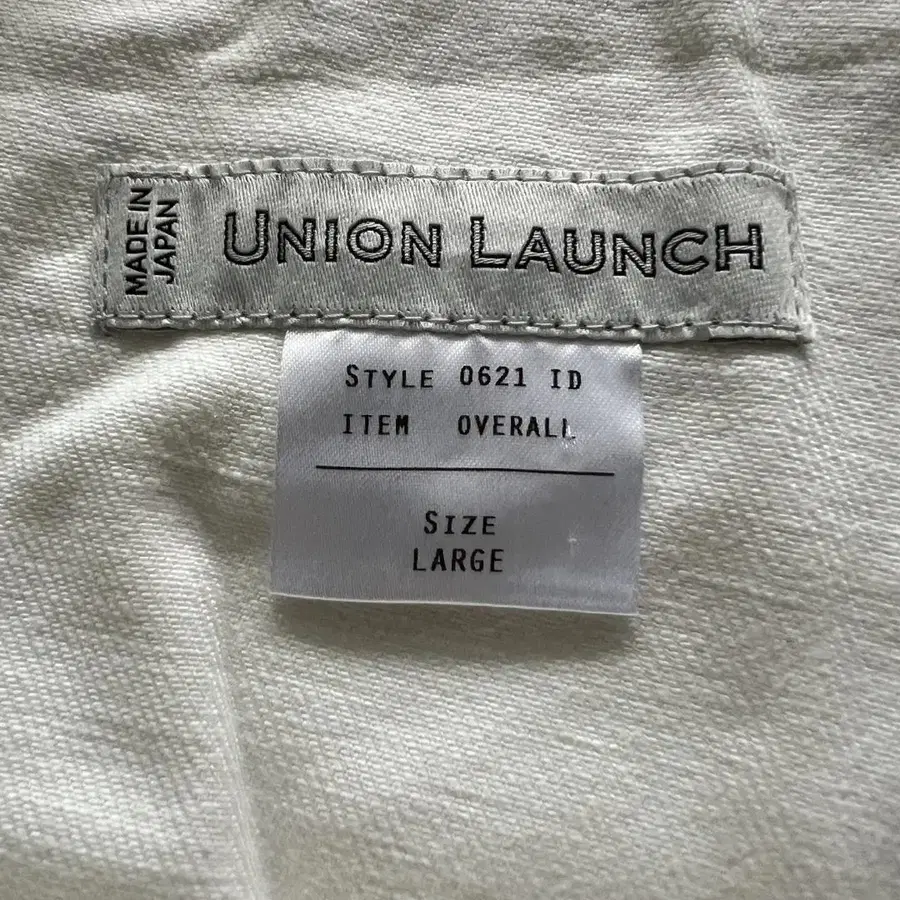 MADE IN
JAPAN
UNION LAUNCH
STYLE 0621 ID
ITEM OVERALL
SIZE
LARGE